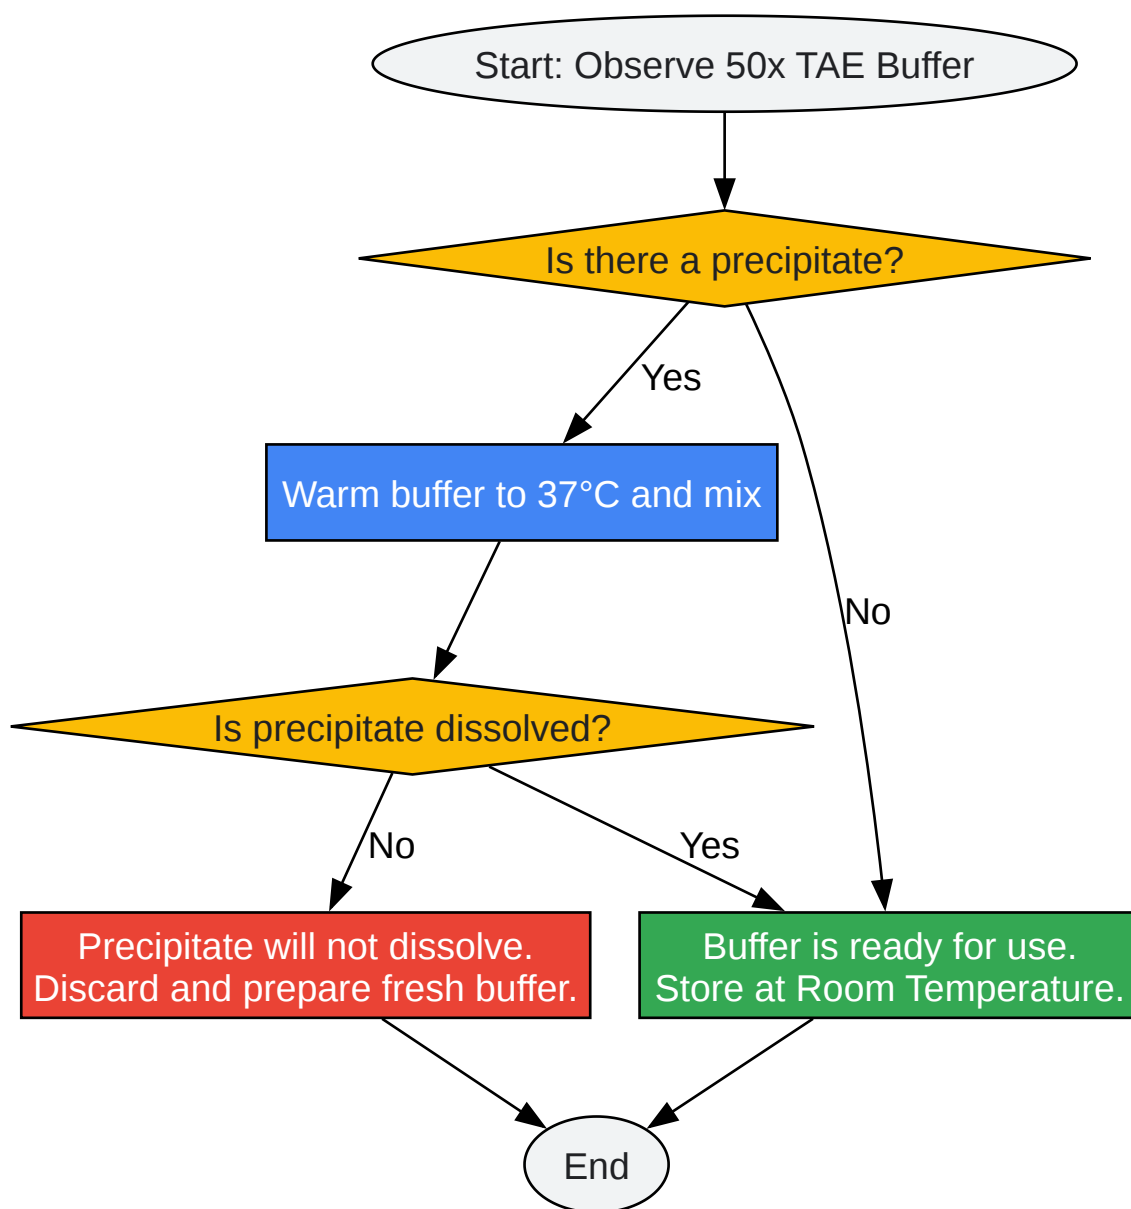 Start: Observe 50x TAE Buffer
Is there a precipitate?
Yes
Warm buffer to 37°C and mix
No
Is precipitate dissolved?
No
Yes
Precipitate will not dissolve.
Discard and prepare fresh buffer.
Buffer is ready for use.
Store at Room Temperature.
End